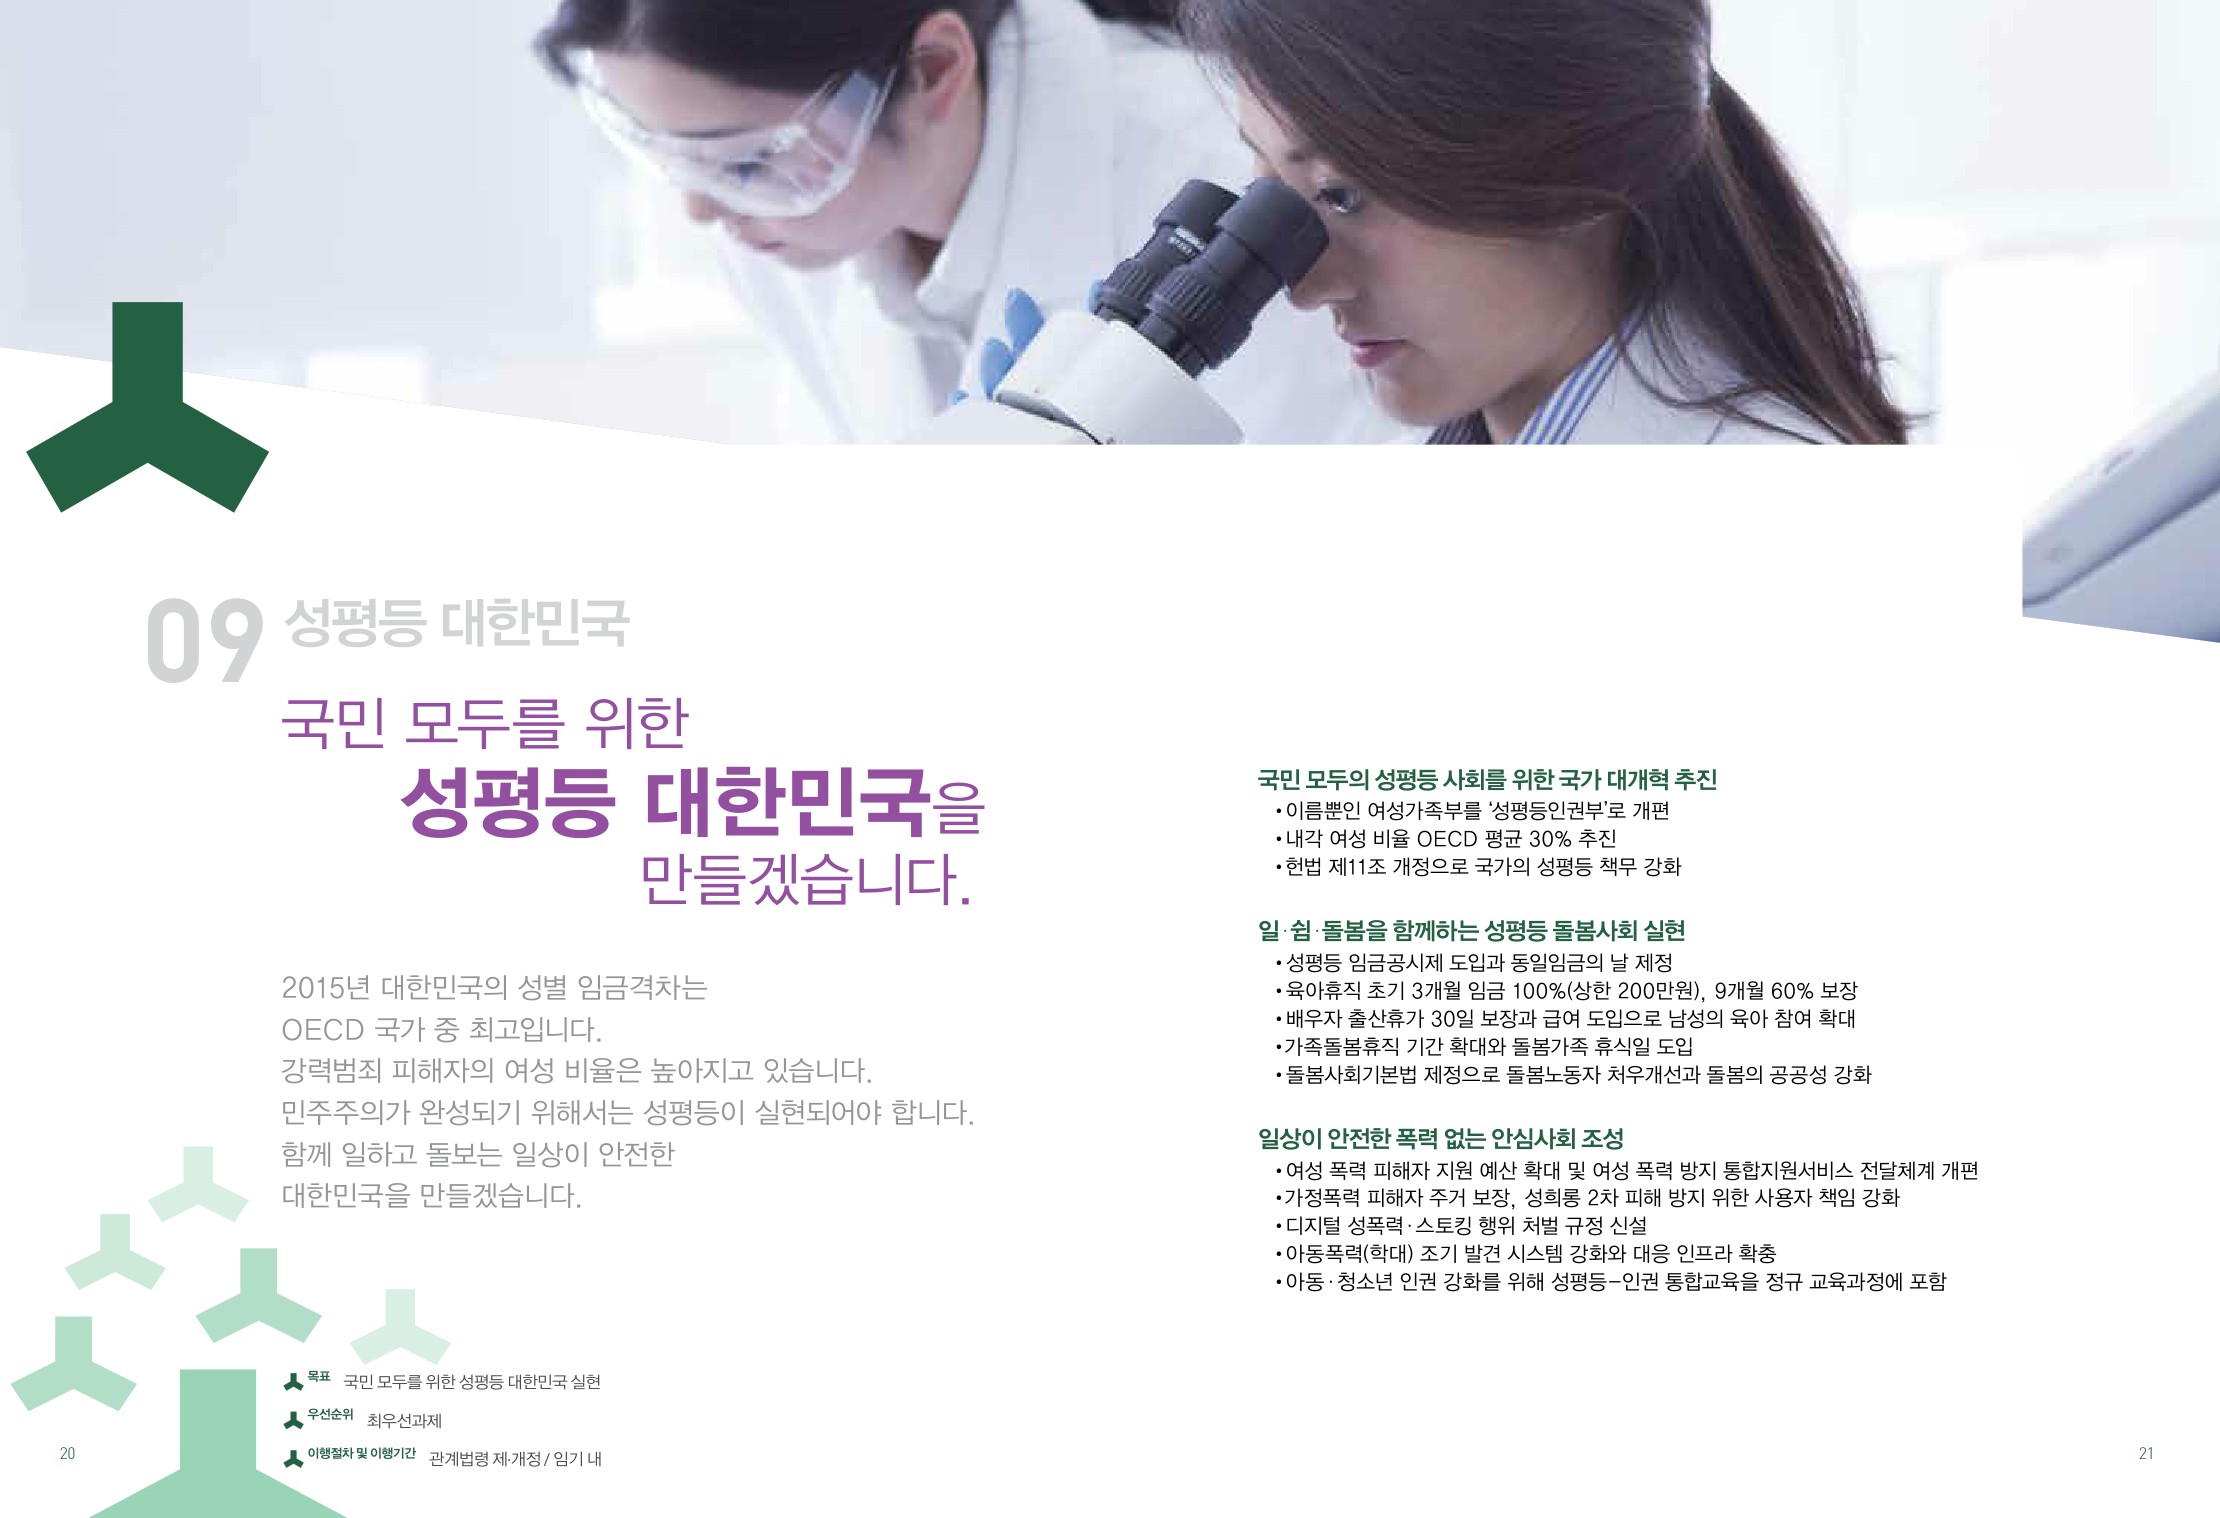 09 성평등 대한민국
국민 모두를 위한
성평등 대한민국을
만들겠습니다.
2015년 대한민국의 성별 임금격차는
OECD 국가 중 최고입니다.
강력범죄 피해자의 여성 비율은 높아지고 있습니다.
민주주의가 완성되기 위해서는 성평등이 실현되어야 합니다.
함께 일하고 돌보는 일상이 안전한
대한민국을 만들겠습니다.
목표 국민 모두를 위한 성평등 대한민국 실현
우선순위 최우선과제
이행절차 및 이행기간 관계법령 제·개정 / 임기 내
20
국민 모두의 성평등 사회를 위한 국가 대개혁 추진
•이름뿐인 여성가족부를 ‘성평등인권부’로 개편
•내각 여성 비율 OECD 평균 30% 추진
•헌법 제11조 개정으로 국가의 성평등 책무 강화
일·쉼·돌봄을 함께하는 성평등 돌봄사회 실현
•성평등 임금공시제 도입과 동일임금의 날 제정
•육아휴직 초기 3개월 임금 100%(상한 200만원), 9개월 60% 보장
•배우자 출산휴가 30일 보장과 급여 도입으로 남성의 육아 참여 확대
•가족돌봄휴직 기간 확대와 돌봄가족 휴식일 도입
•돌봄사회기본법 제정으로 돌봄노동자 처우개선과 돌봄의 공공성 강화
일상이 안전한 폭력 없는 안심사회 조성
•여성 폭력 피해자 지원 예산 확대 및 여성 폭력 방지 통합지원서비스 전달체계 개편
•가정폭력 피해자 주거 보장, 성희롱 2차 피해 방지 위한 사용자 책임 강화
•디지털 성폭력·스토킹 행위 처벌 규정 신설
•아동폭력(학대) 조기 발견 시스템 강화와 대응 인프라 확충
•아동·청소년 인권 강화를 위해 성평등-인권 통합교육을 정규 교육과정에 포함
21